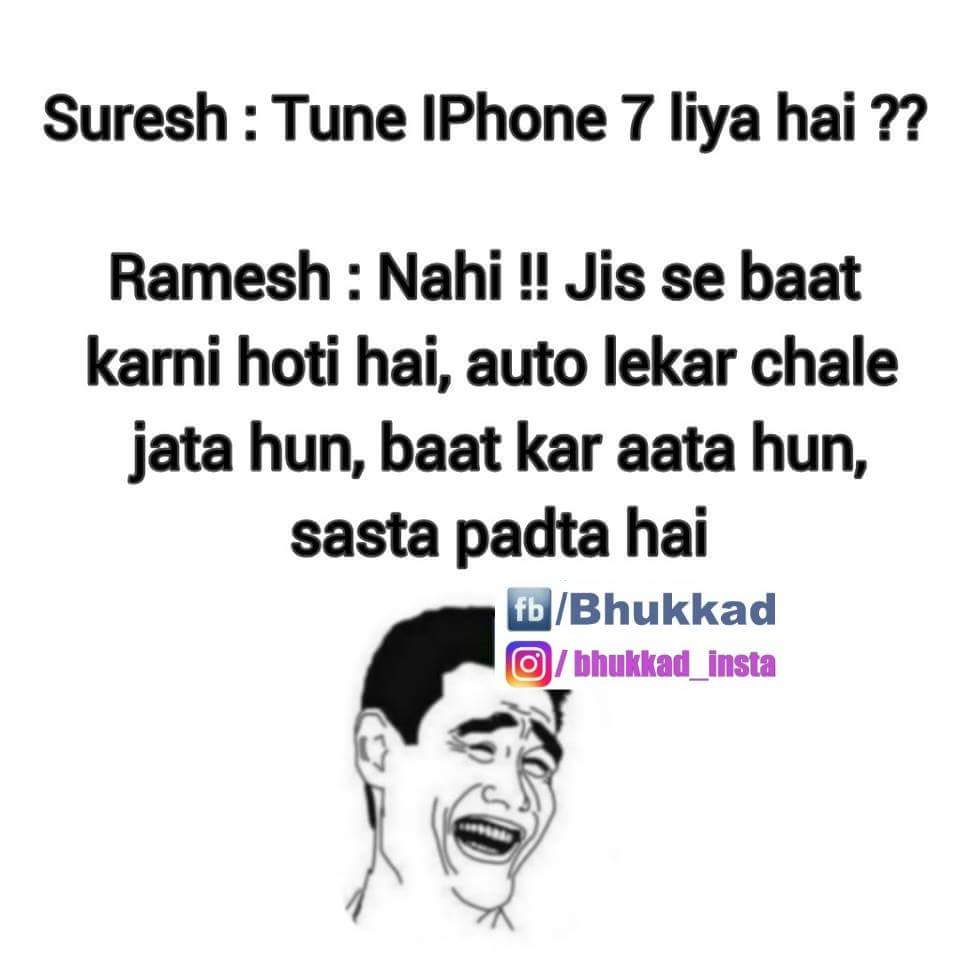 Suresh : Tune IPhone 7 liya hai ??
Ramesh : Nahi !! Jis se baat
karni hoti hai, auto lekar chale
jata hun, baat kar aata hun,
sasta padta hai
fb/Bhukkad
/ bhukkad_insta